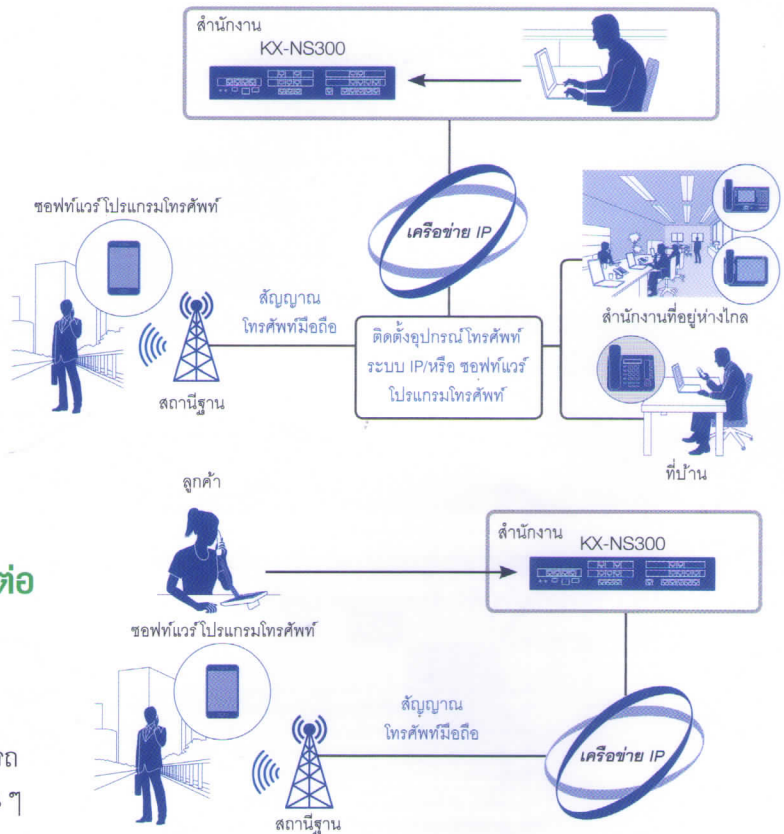 สำนักงาน
KX-NS300
ซอฟท์แวร์โปรแกรมโทรศัพท์
เครือข่าย IP
สัญญาณ
โทรศัพท์มือถือ
สถานีฐาน
ติดตั้งอุปกรณ์โทรศัพท์
ระบบ IP/หรือ ซอฟท์แวร์
โปรแกรมโทรศัพท์
สำนักงานที่อยู่ห่างไกล
ที่บ้าน
ลูกค้า
สำนักงาน
KX-NS300
ต่อ
ซอฟท์แวร์โปรแกรมโทรศัพท์
สัญญาณ
โทรศัพท์มือถือ
เครือข่าย IP
สถานีฐาน
ๆ